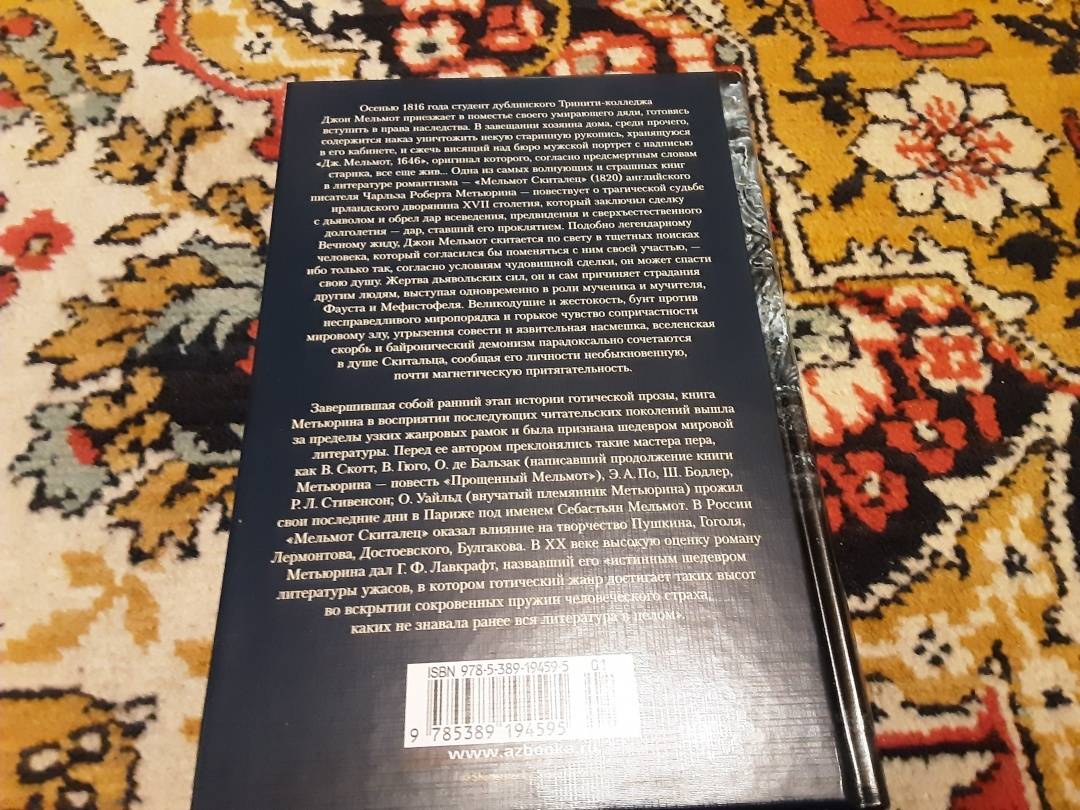 Осенью 1816 года студент дублинского Тринити-колледжа
Джон Мельмот приезжает в поместье своего умирающего дяди, готовясь
вступить в права наследства. В завещании хозяина дома, среди прочего,
содержится наказ уничтожить некую старинную рукопись, хранящуюся
в его кабинете, и сжечь висящий над бюро мужской портрет с надписью
«Дж. Мельмот, 1646», оригинал которого, согласно предсмертным словам
старика, все еще жив... Одна из самых волнующих и страшных книг
в литературе романтизма — «Мельмот Скиталец» (1820) английского
писателя Чарльза Роберта Метьюрина — повествует о трагической судьбе
ирландского дворянина XVII столетия, который заключил сделку
с дьяволом и обрел дар всеведения, предвидения и сверхъестественного
долголетия — дар, ставший его проклятием. Подобно легендарному
Вечному жиду, Джон Мельмот скитается по свету в тщетных поисках
человека, который согласился бы поменяться с ним своей участью, —
ибо только так, согласно условиям чудовищной сделки, он может спасти
свою душу. Жертва дьявольских сил, он и сам причиняет страдания
другим людям, выступая одновременно в роли мученика и мучителя,
Фауста и Мефистофеля. Великодушие и жестокость, бунт против
несправедливого миропорядка и горькое чувство сопричастности
мировому злу, угрызения совести и язвительная насмешка, вселенская
скорбь и байронический демонизм парадоксально сочетаются
в душе Скитальца, сообщая его личности необыкновенную,
почти магнетическую притягательность.
Завершившая собой ранний этап истории готической прозы, книга
Метьюрина в восприятии последующих читательских поколений вышла
за пределы узких жанровых рамок и была признана шедевром мировой
литературы. Перед ее автором преклонялись такие мастера пера,
как В. Скотт, В. Гюго, О. де Бальзак (написавший продолжение книги
Метьюрина — повесть «Прощенный Мельмот»), Э. А. По, Ш. Бодлер,
Р. Л. Стивенсон; О. Уайльд (внучатый племянник Метьюрина) прожил
свои последние дни в Париже под именем Себастьян Мельмот. В России
«Мельмот Скиталец» оказал влияние на творчество Пушкина, Гоголя,
Лермонтова, Достоевского, Булгакова. В XX веке высокую оценку роману
Метьюрина дал Г. Ф. Лавкрафт, назвавший его «истинным шедевром
литературы ужасов, в котором готический жанр достигает таких высот
во вскрытии сокровенных пружин человеческого страха,
каких не знавала ранее вся литература в целом».
ISBN 978-5-389-19459-5 01
9 785389 194595
www.azbooka.ru